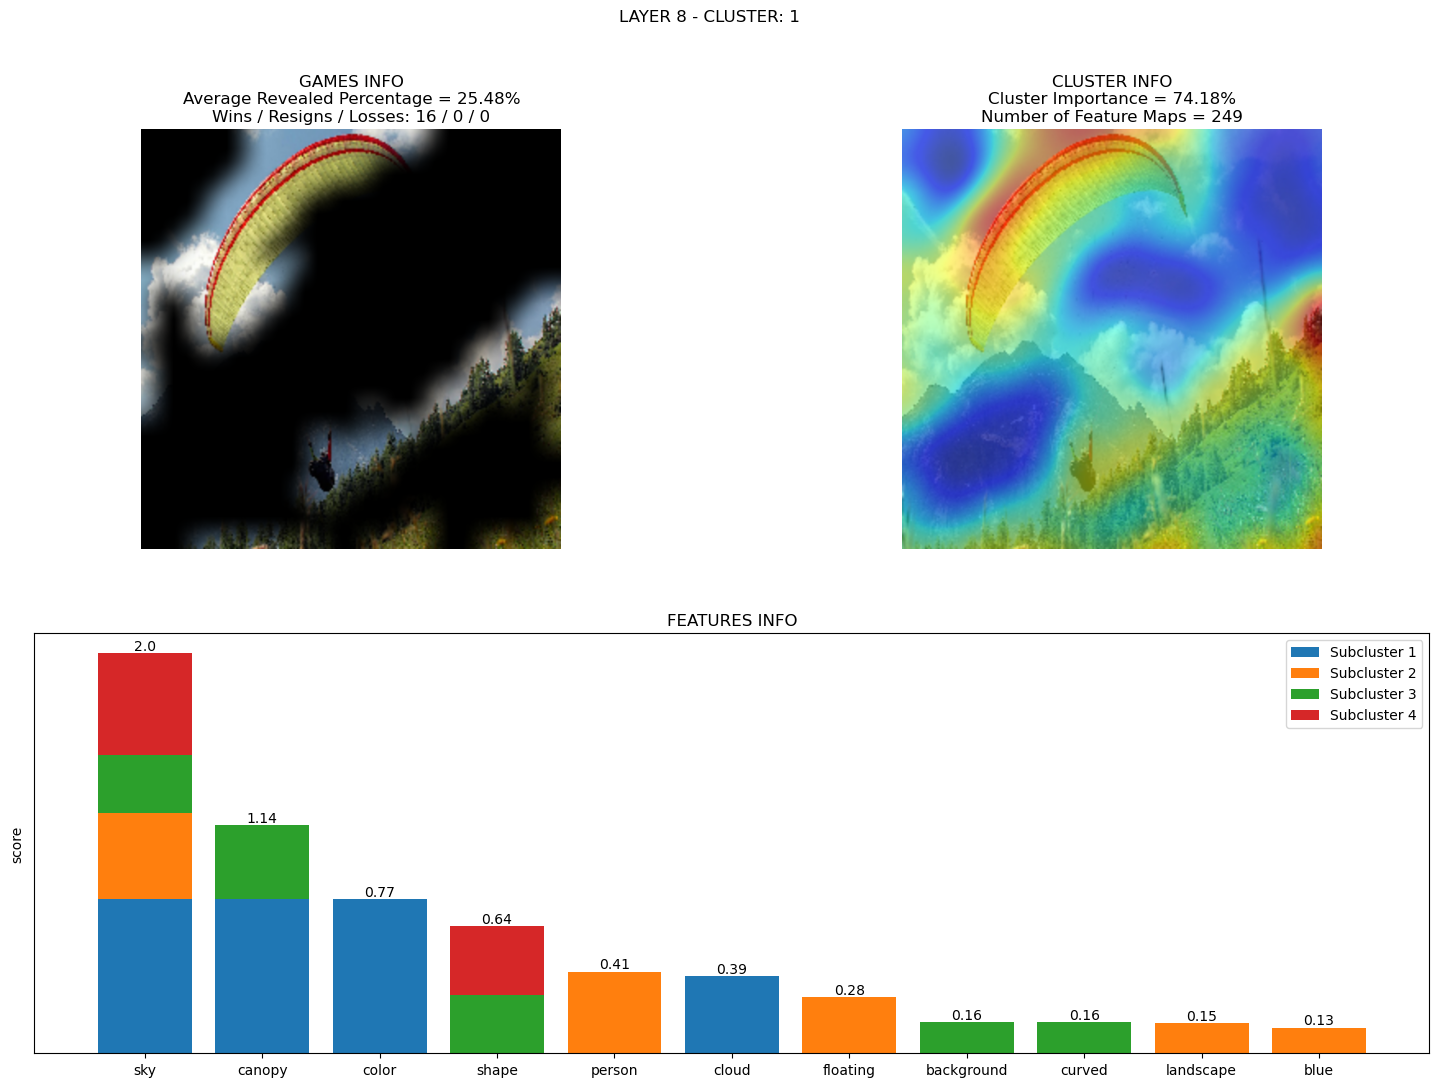 LAYER 8 - CLUSTER: 1
GAMES INFO
Average Revealed Percentage = 25.48%
Wins / Resigns / Losses: 16 / 0 / 0
CLUSTER INFO
Cluster Importance = 74.18%
Number of Feature Maps = 249
FEATURES INFO
score
2.0
1.14
0.77
0.64
0.41
0.39
0.28
0.16
0.16
0.15
0.13
Subcluster 1
Subcluster 2
Subcluster 3
Subcluster 4
sky canopy color shape person cloud floating background curved landscape blue